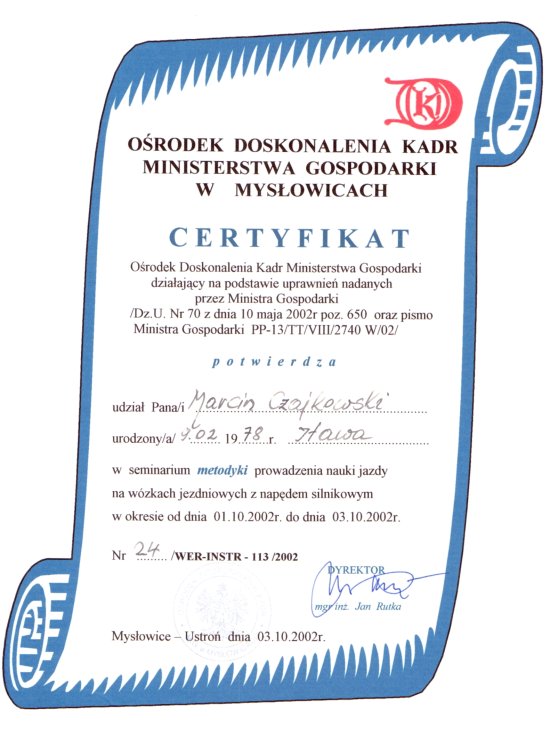 DKJ
OŚRODEK DOSKONALENIA KADR
MINISTERSTWA GOSPODARKI
W MYSŁOWICACH
CERTYFIKAT
Ośrodek Doskonalenia Kadr Ministerstwa Gospodarki
działający na podstawie uprawnień nadanych
przez Ministra Gospodarki
/Dz.U. Nr 70 z dnia 10 maja 2002r poz. 650 oraz pismo
Ministra Gospodarki PP-13/TT/VIII/2740 W/02/
potwierdza
udział Pana/i Marcin Czajkowski
urodzony/a/ 9.02 1978.r. Iława
w seminarium metodyki prowadzenia nauki jazdy
na wózkach jezdniowych z napędem silnikowym
w okresie od dnia 01.10.2002r. do dnia 03.10.2002r.
Nr 24 /WER-INSTR - 113 /2002
DYREKTOR
mgr inż. Jan Rutka
Mysłowice – Ustroń dnia 03.10.2002r.